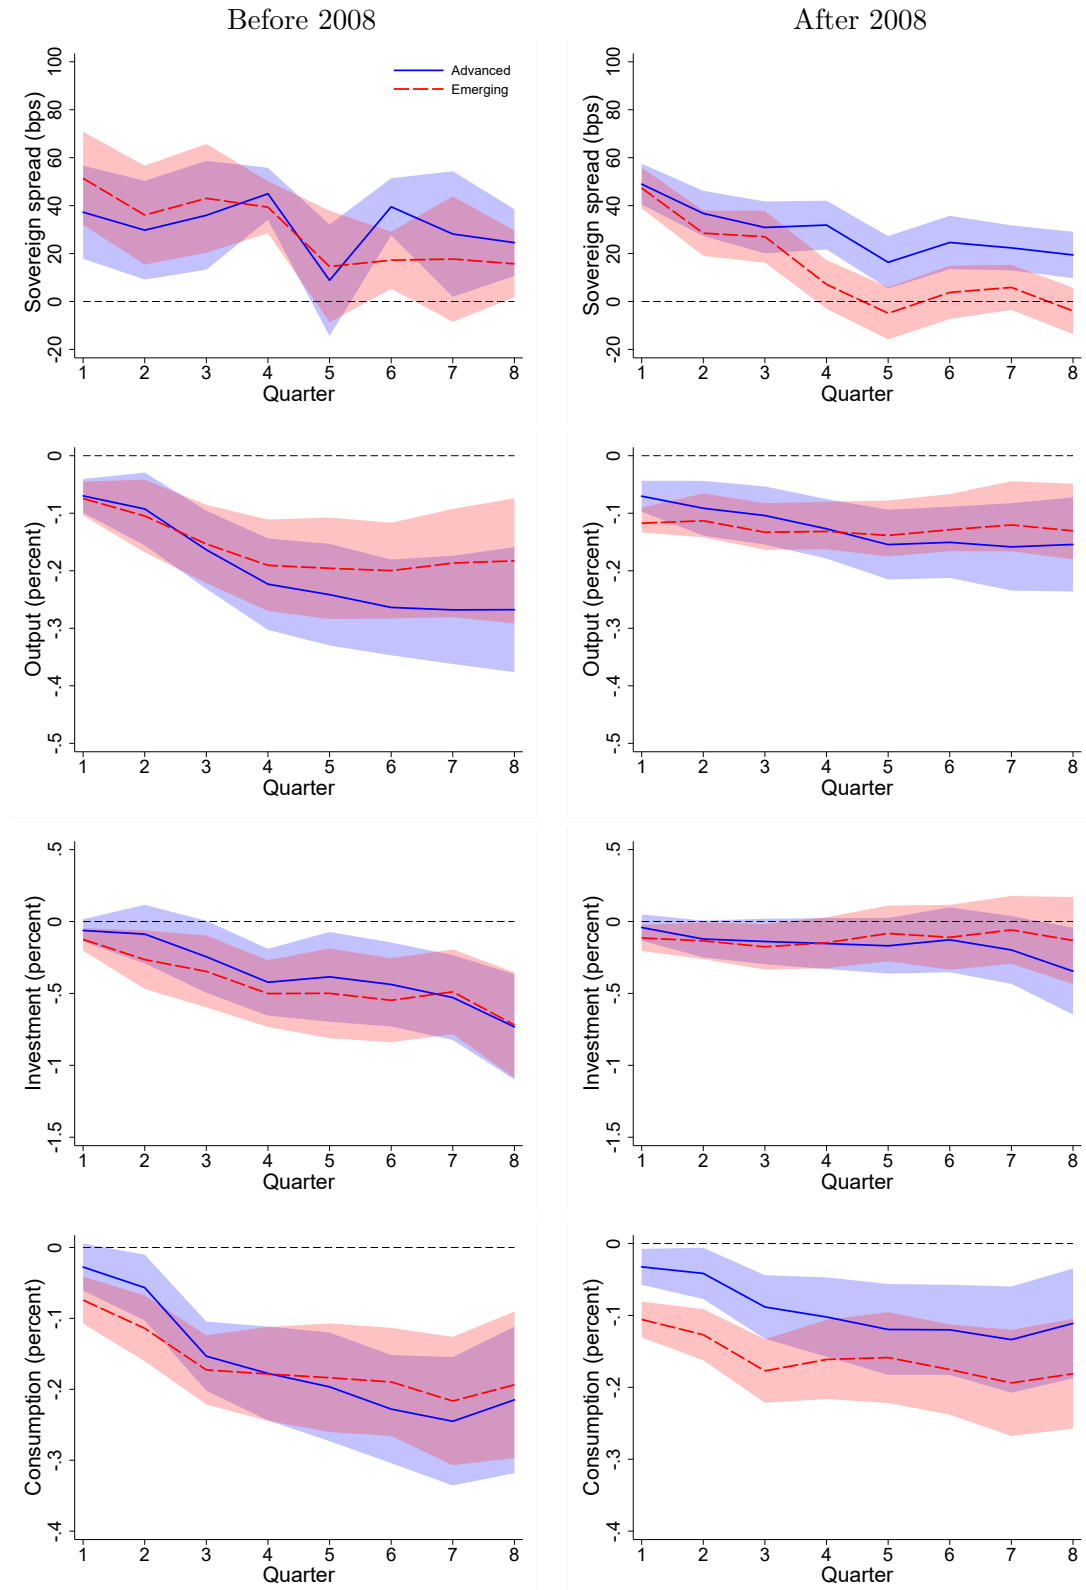 Before 2008
After 2008
Sovereign spread (bps)
100
80
60
40
20
0
-20
Advanced
Emerging
1 2 3 4 5 6 7 8
Quarter
Sovereign spread (bps)
100
80
60
40
20
0
-20
1 2 3 4 5 6 7 8
Quarter
Output (percent)
0
-.1
-.2
-.3
-.4
-.5
1 2 3 4 5 6 7 8
Quarter
Output (percent)
0
-.1
-.2
-.3
-.4
-.5
1 2 3 4 5 6 7 8
Quarter
Investment (percent)
.5
0
-.5
-1
-1.5
1 2 3 4 5 6 7 8
Quarter
Investment (percent)
.5
0
-.5
-1
-1.5
1 2 3 4 5 6 7 8
Quarter
Consumption (percent)
0
-.1
-.2
-.3
-.4
1 2 3 4 5 6 7 8
Quarter
Consumption (percent)
0
-.1
-.2
-.3
-.4
1 2 3 4 5 6 7 8
Quarter